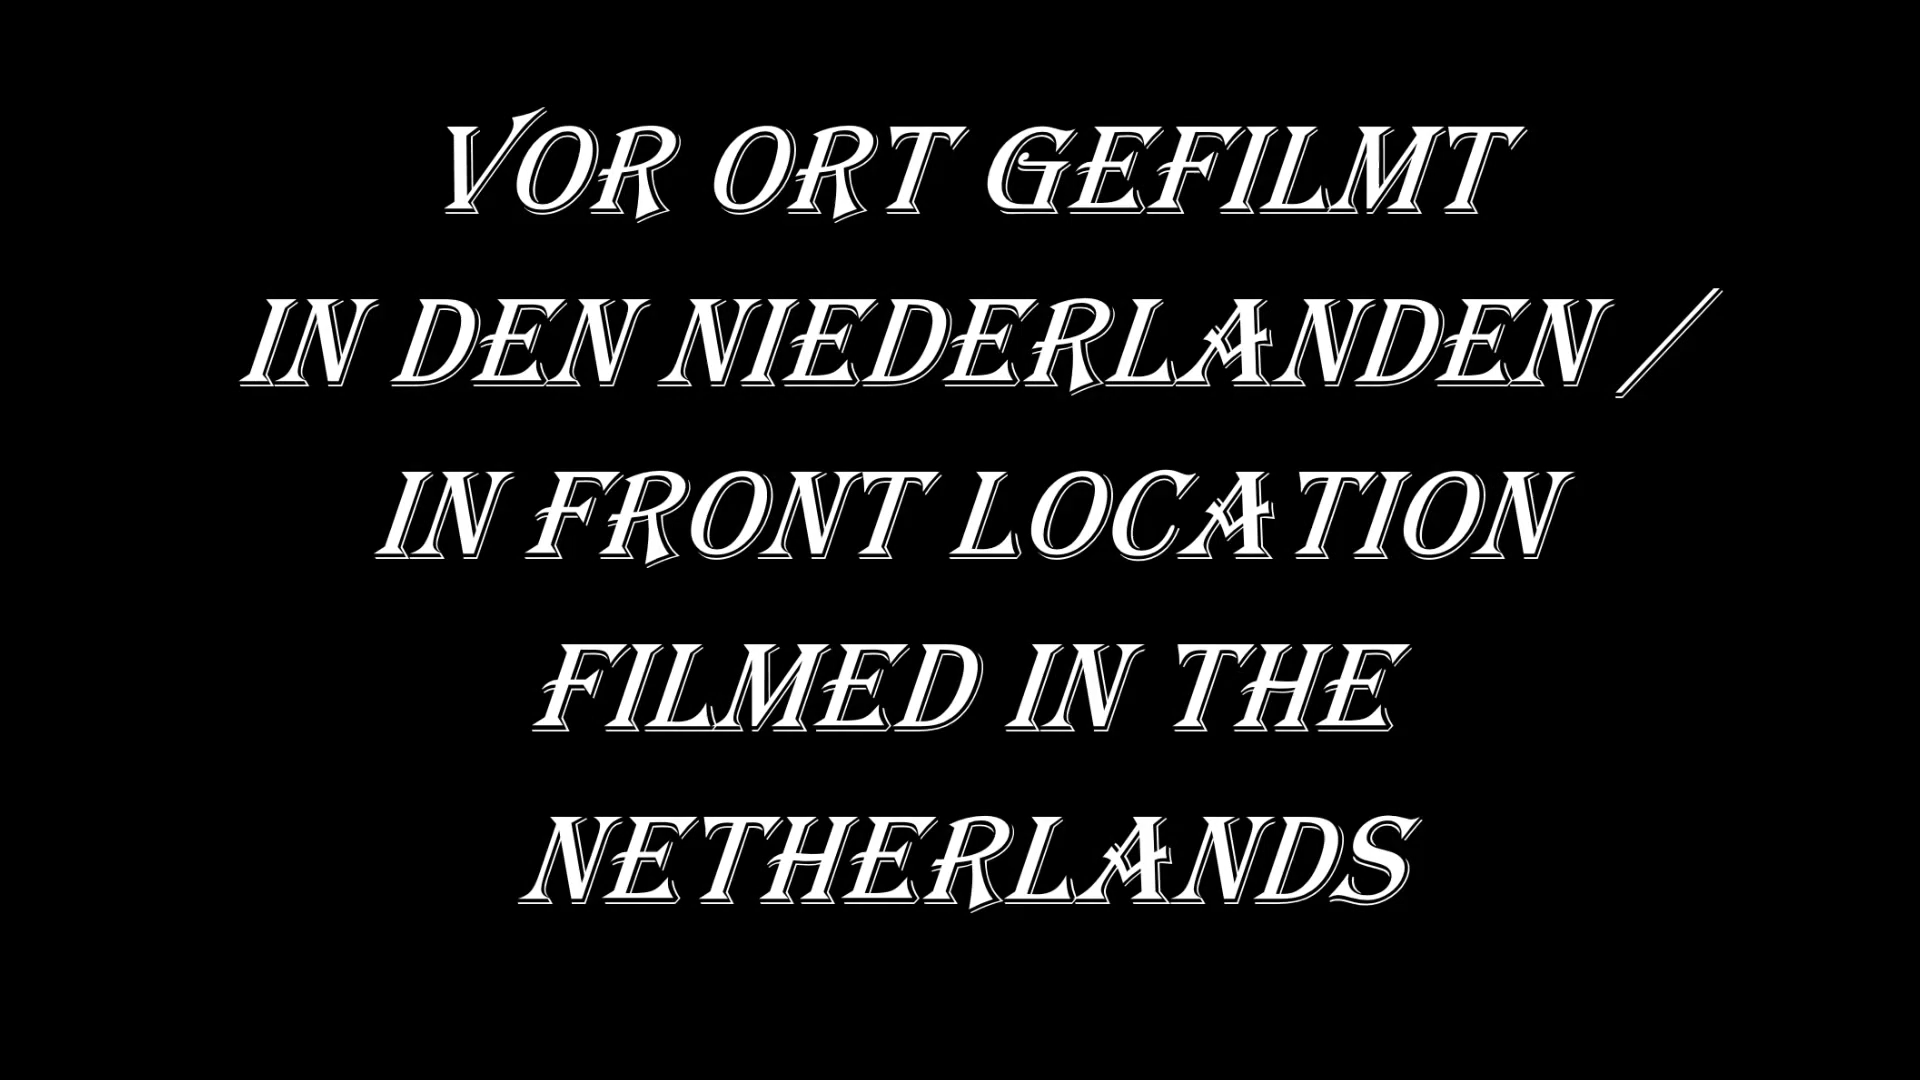 VOR ORT GEFILMT
IN DEN NIEDERLANDEN /
IN FRONT LOCATION
FILMED IN THE
NETHERLANDS